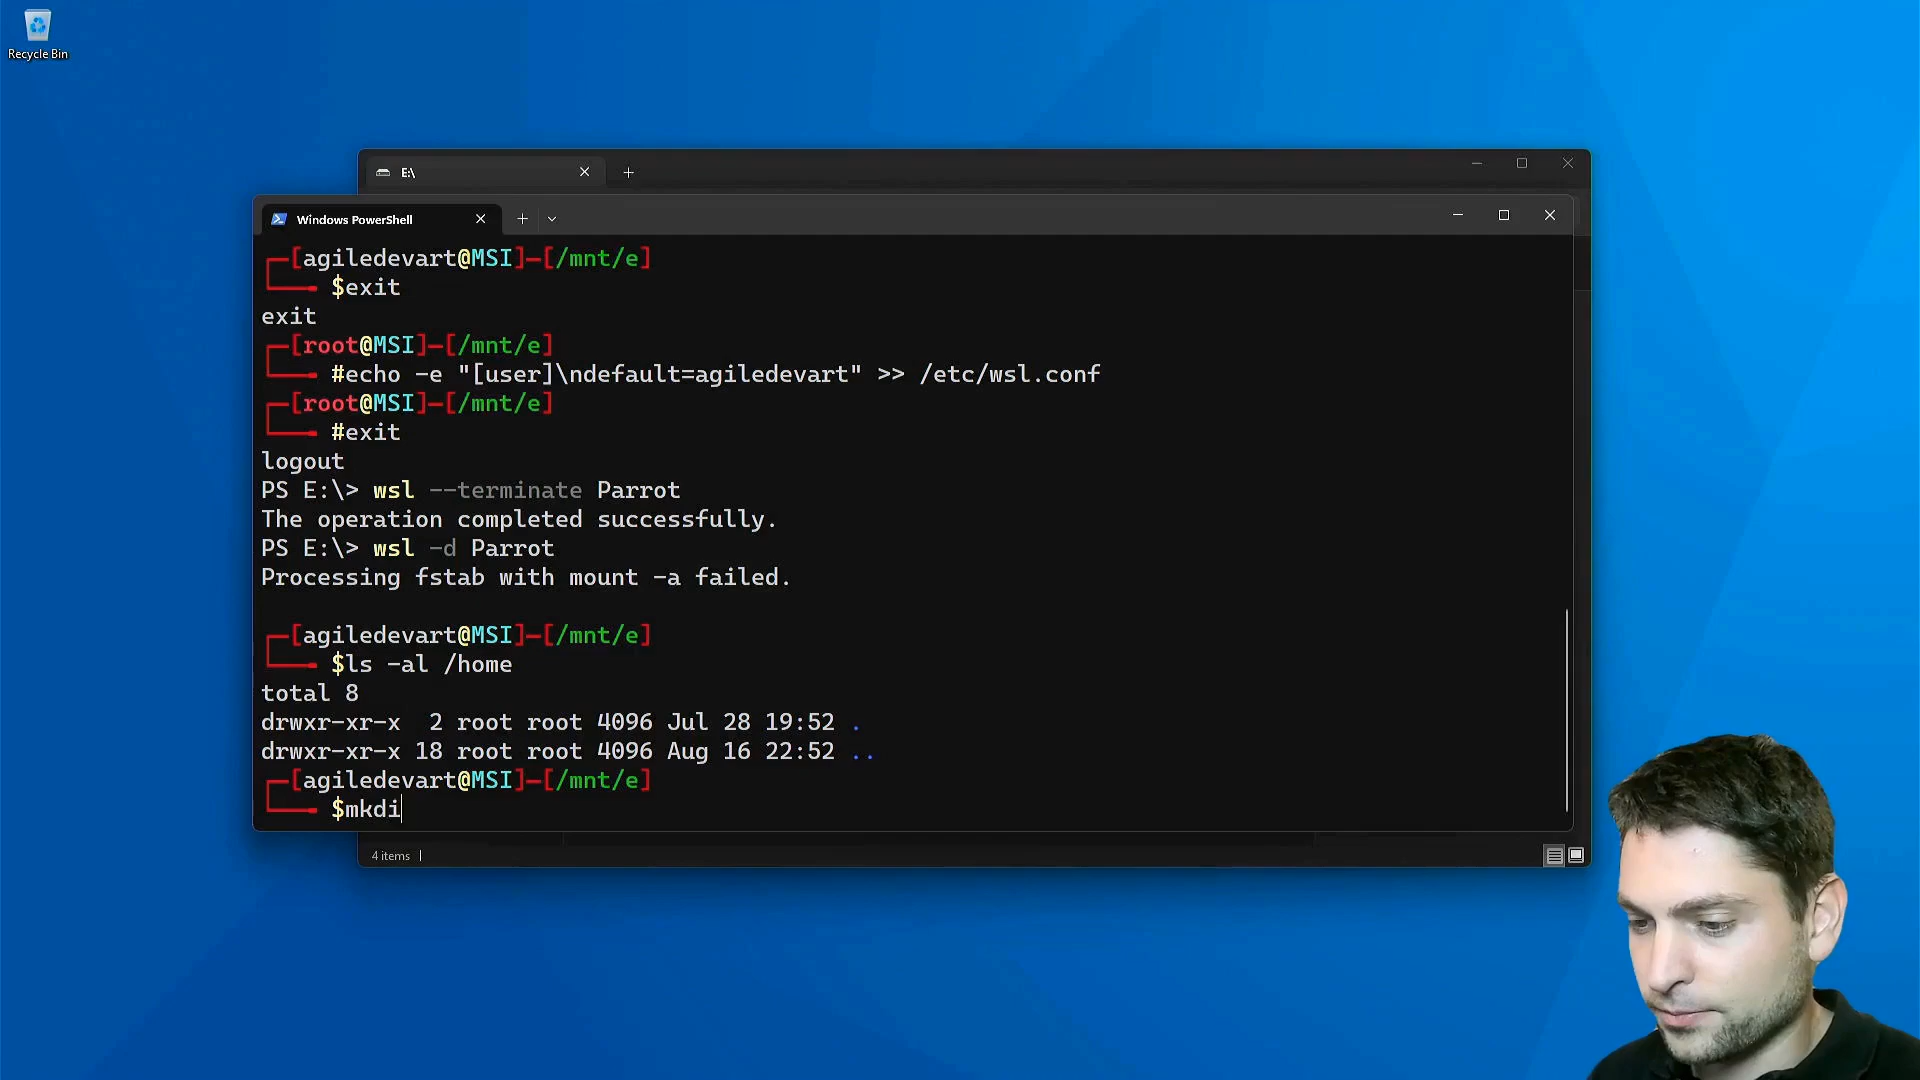 Recycle Bin
E:\
Windows PowerShell
[agiledevart@MSI]-[/mnt/e]
$exit
exit
[root@MSI]-[/mnt/e]
#echo -e "[user]\ndefault=agiledevart" >> /etc/wsl.conf
[root@MSI]-[/mnt/e]
#exit
logout
PS E:\> wsl --terminate Parrot
The operation completed successfully.
PS E:\> wsl -d Parrot
Processing fstab with mount -a failed.
[agiledevart@MSI]-[/mnt/e]
$ls -al /home
total 8
drwxr-xr-x  2 root root 4096 Jul 28 19:52 .
drwxr-xr-x 18 root root 4096 Aug 16 22:52 ..
[agiledevart@MSI]-[/mnt/e]
$mkdi
4 items